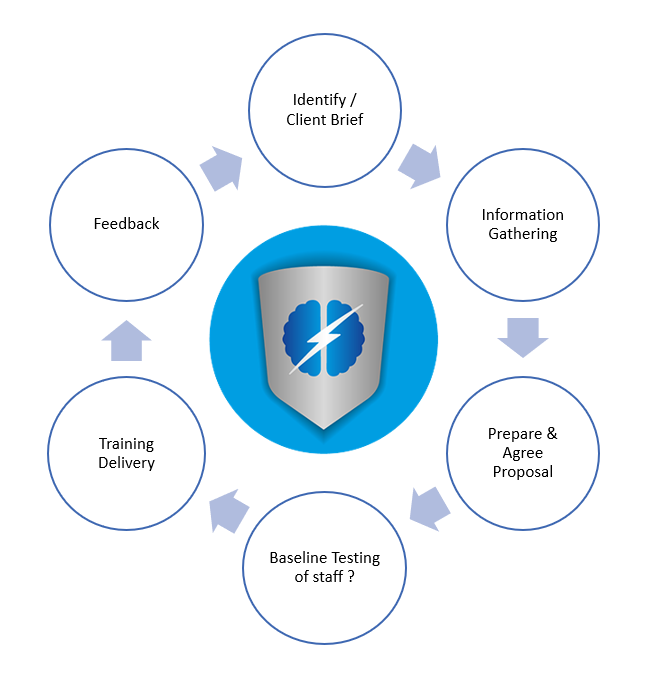 Identify /
Client Brief
Information
Gathering
Prepare &
Agree
Proposal
Baseline Testing
of staff ?
Training
Delivery
Feedback